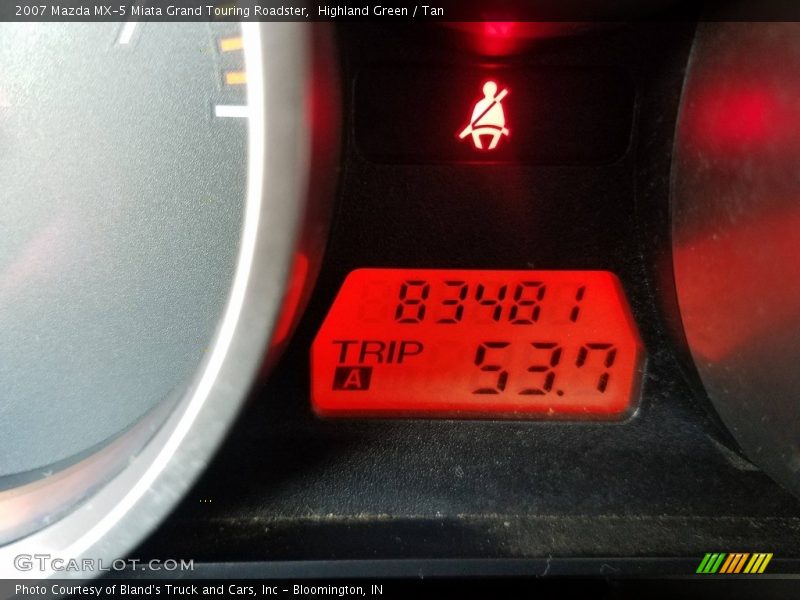 2007 Mazda MX-5 Miata Grand Touring Roadster, Highland Green / Tan
83481
TRIP 53.7
A
GTCARLOT.COM
Photo Courtesy of Bland's Truck and Cars, Inc - Bloomington, IN